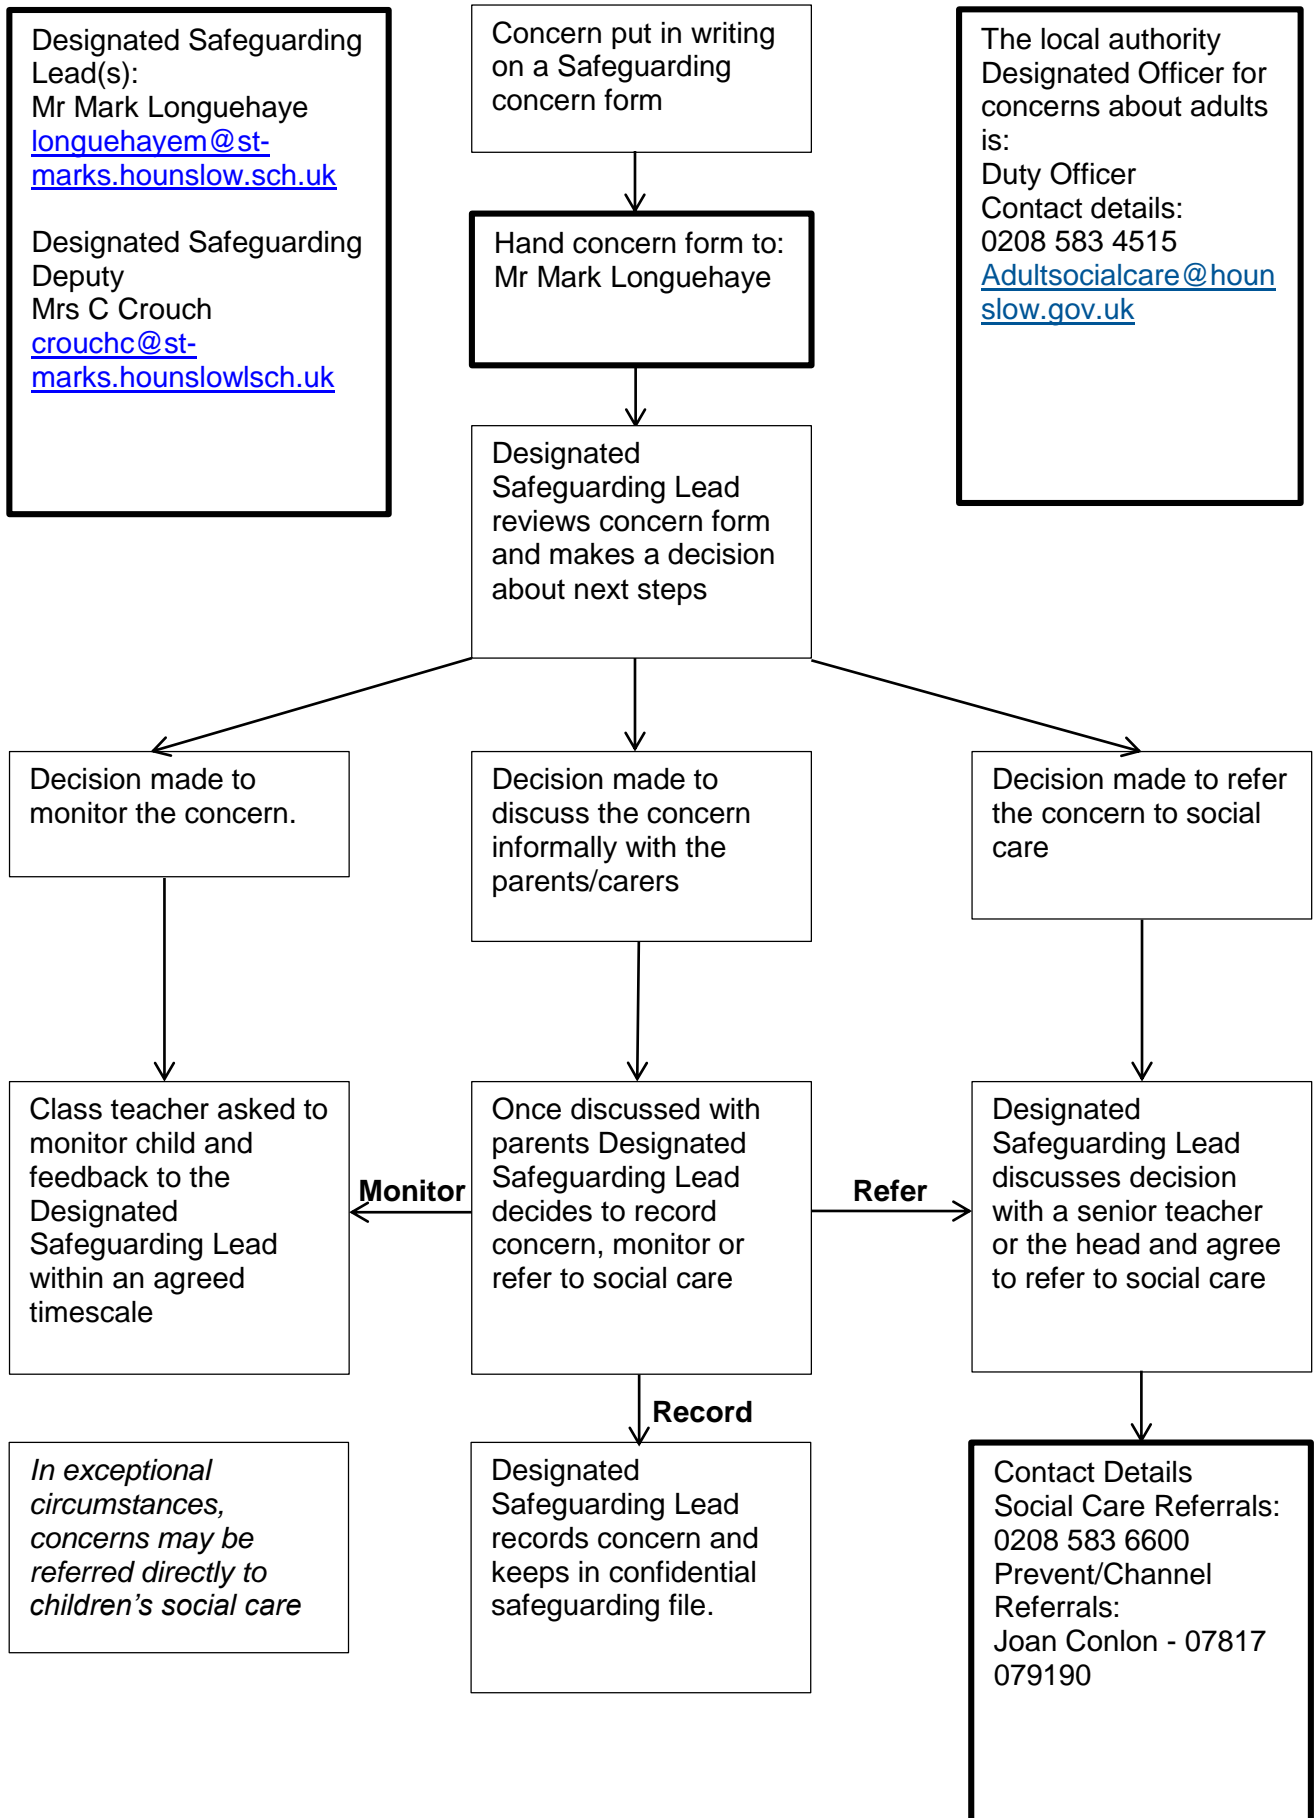 Designated Safeguarding
Lead(s):
Mr Mark Longuehaye
longuehayem@st-
marks.hounslow.sch.uk
Designated Safeguarding
Deputy
Mrs C Crouch
crouchc@st-
marks.hounslowlsch.uk
Concern put in writing
on a Safeguarding
concern form
The local authority
Designated Officer for
concerns about adults
is:
Duty Officer
Contact details:
0208 583 4515
Adultsocialcare@houn
slow.gov.uk
Hand concern form to:
Mr Mark Longuehaye
Designated
Safeguarding Lead
reviews concern form
and makes a decision
about next steps
Decision made to
monitor the concern.
Decision made to
discuss the concern
informally with the
parents/carers
Decision made to refer
the concern to social
care
Class teacher asked to
monitor child and
feedback to the
Designated
Safeguarding Lead
within an agreed
timescale
Monitor
Once discussed with
parents Designated
Safeguarding Lead
decides to record
concern, monitor or
refer to social care
Refer
Designated
Safeguarding Lead
discusses decision
with a senior teacher
or the head and agree
to refer to social care
Record
In exceptional
circumstances,
concerns may be
referred directly to
children’s social care
Designated
Safeguarding Lead
records concern and
keeps in confidential
safeguarding file.
Contact Details
Social Care Referrals:
0208 583 6600
Prevent/Channel
Referrals:
Joan Conlon - 07817
079190